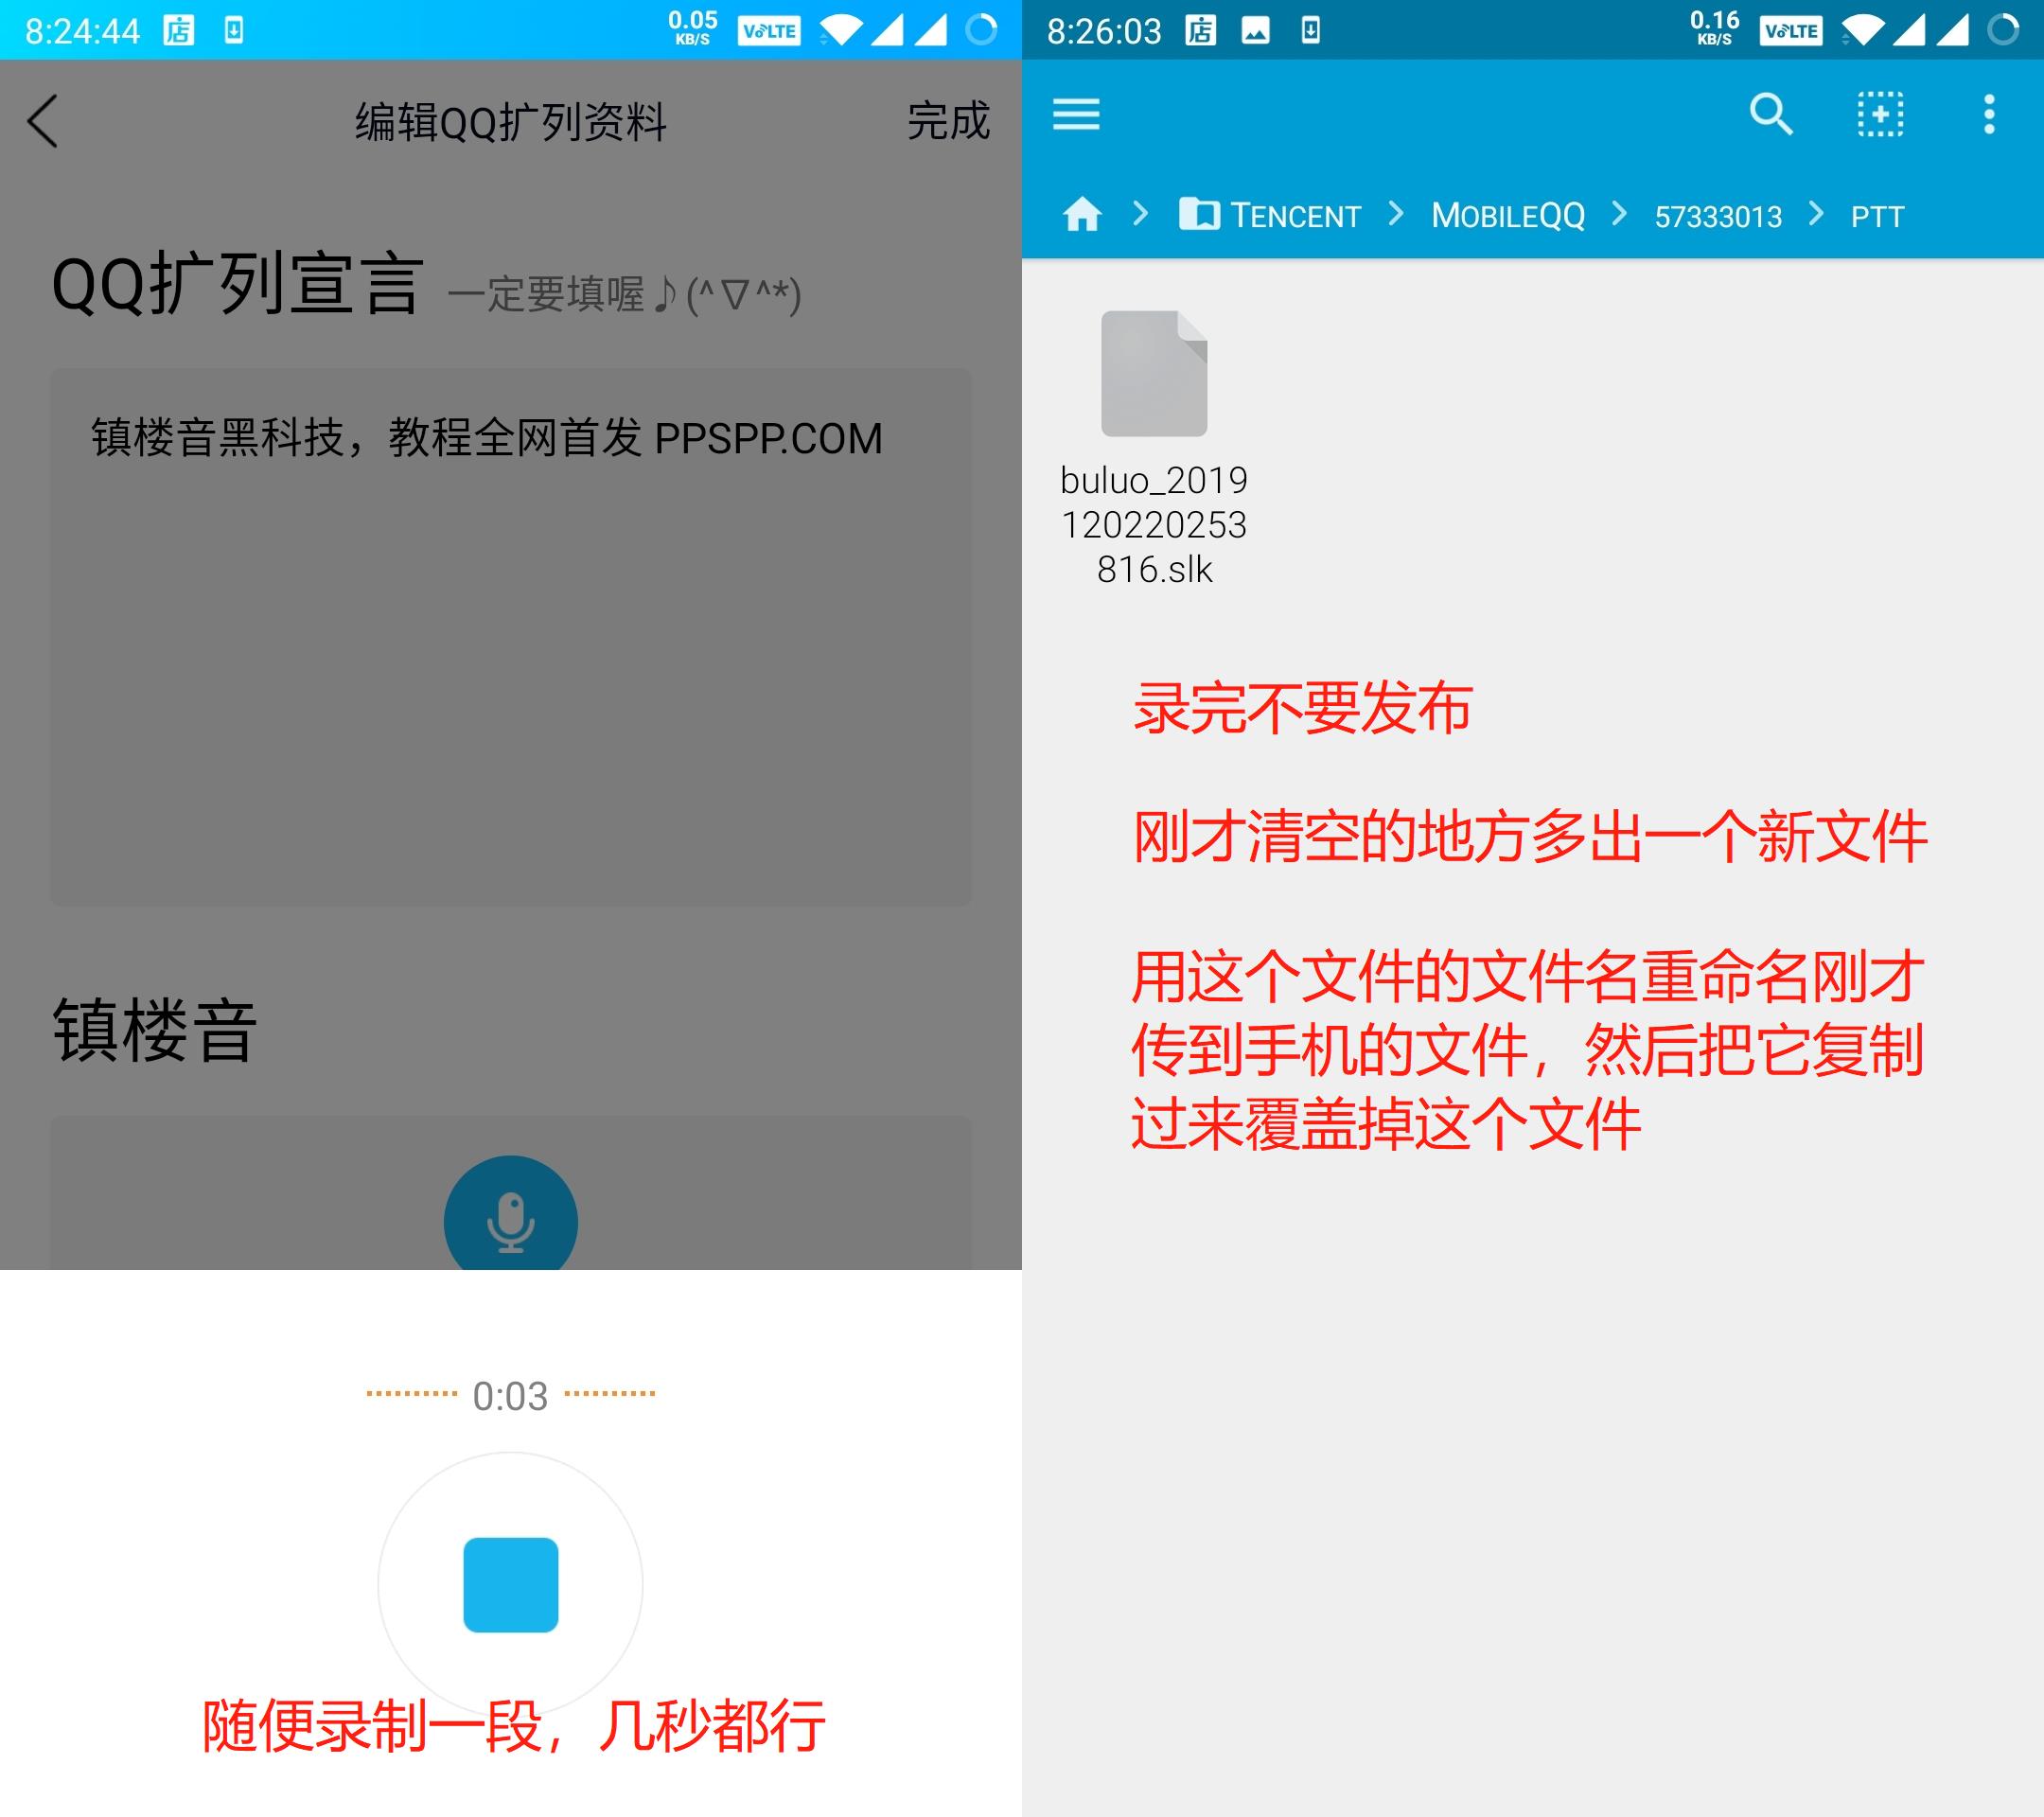 8:24:44
0.05
KB/S
VoLTE
编辑QQ扩列资料
完成
QQ扩列宣言 一定要填喔♪(^∇^*)
镇楼音黑科技，教程全网首发 PPSPP.COM
镇楼音
0:03
随便录制一段，几秒都行
8:26:03
店
0.16
KB/S
VoLTE
TENCENT
MOBILEQQ
57333013
PTT
buluo_2019
120220253
816.slk
录完不要发布
刚才清空的地方多出一个新文件
用这个文件的文件名重命名刚才
传到手机的文件，然后把它复制
过来覆盖掉这个文件